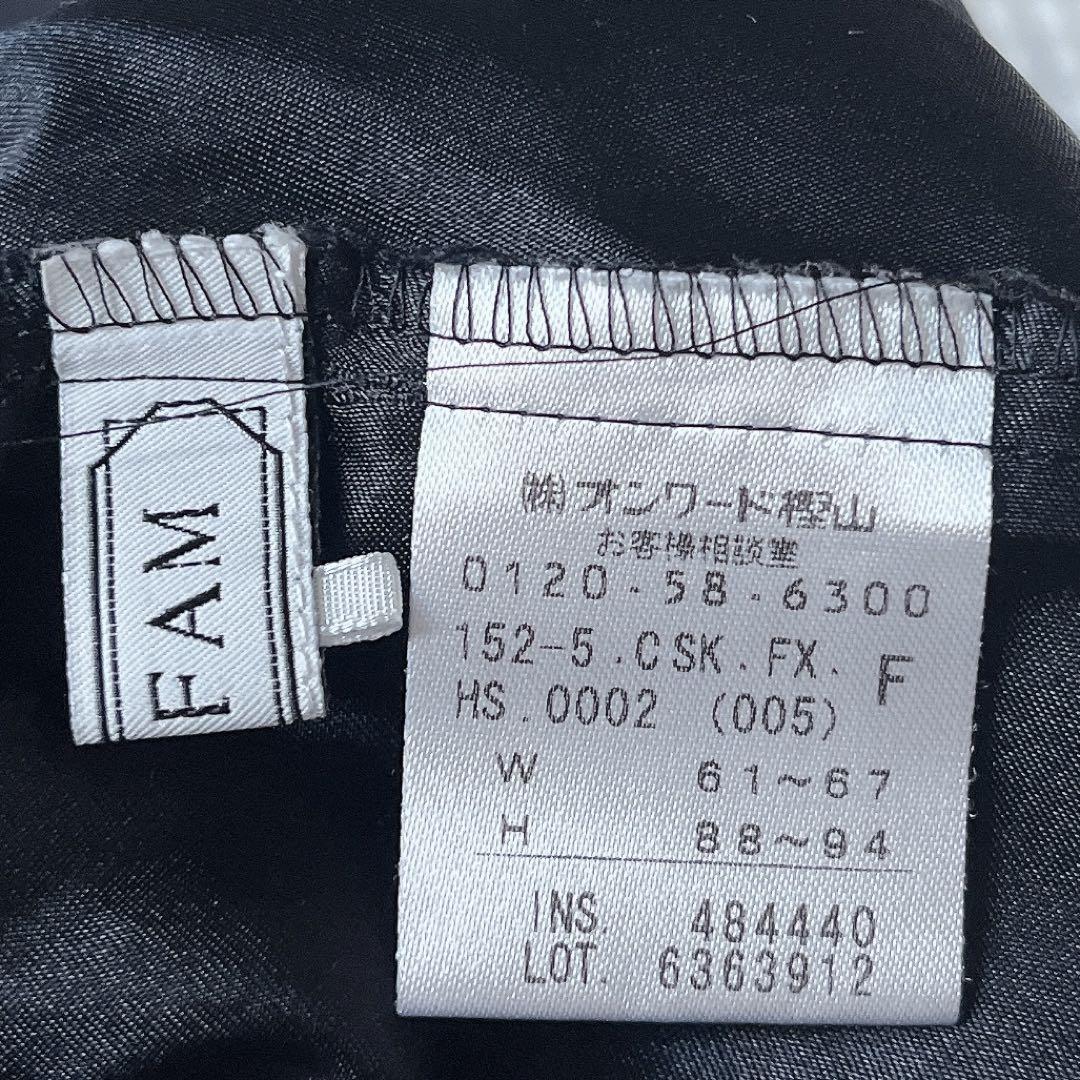 FAM
㈱オンワード樫山
お客様相談室
0120-58-6300
152-5.CSK.FX.
F
HS.0002 (005)
W 61～67
H 88～94
INS. 484440
LOT. 6363912